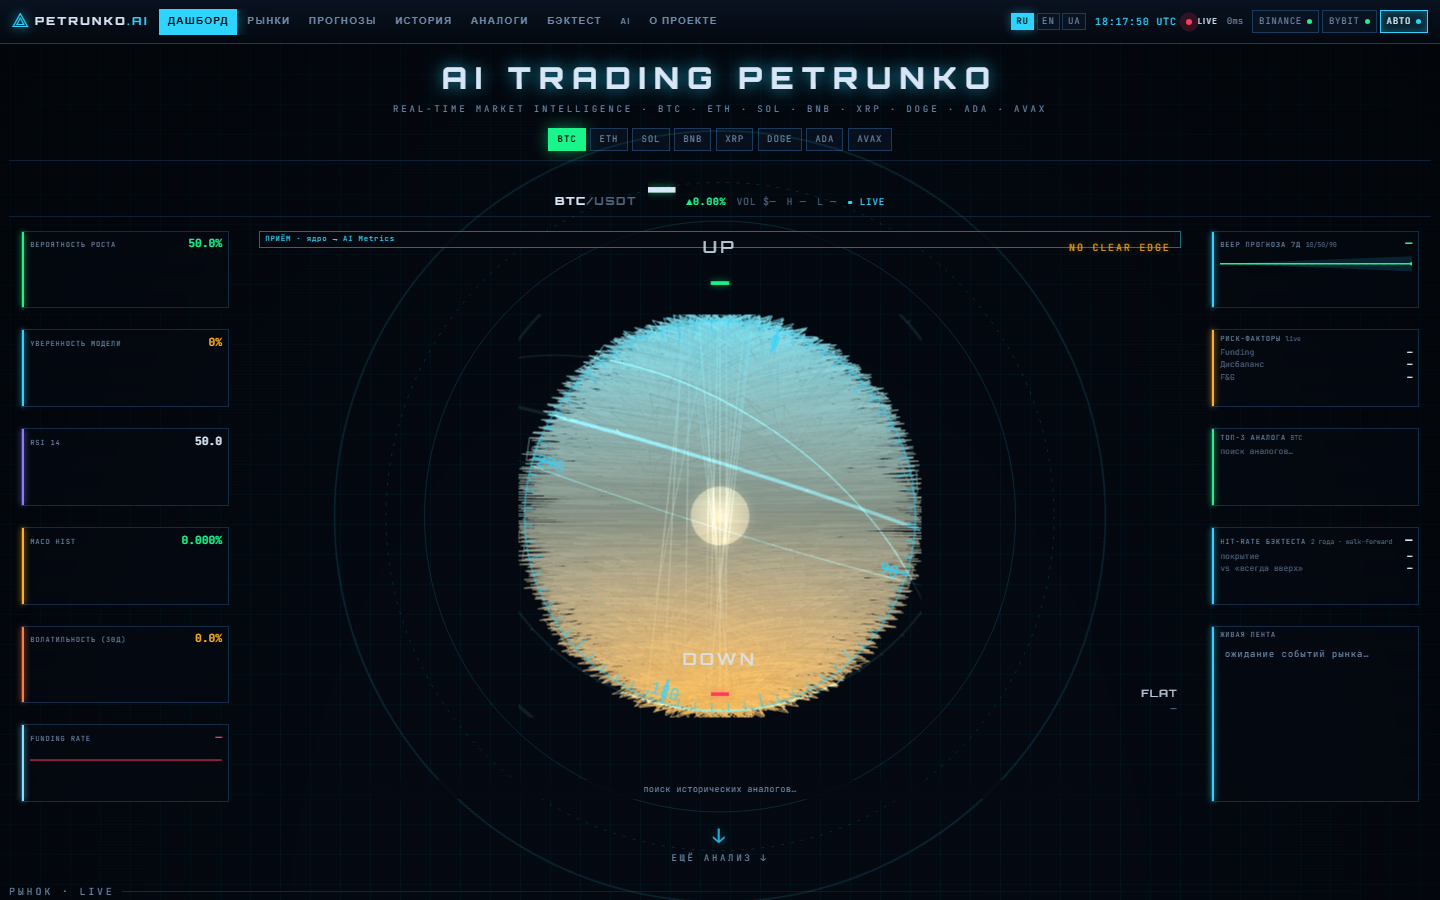 PETRUNKO.AI ДАШБОРД РЫНКИ ПРОГНОЗЫ ИСТОРИЯ АНАЛОГИ БЭКТЕСТ AI О ПРОЕКТЕ RU EN UA 18:17:50 UTC LIVE 0ms BINANCE BYBIT АВТО
AI TRADING PETRUNKO
REAL-TIME MARKET INTELLIGENCE · BTC · ETH · SOL · BNB · XRP · DOGE · ADA · AVAX
BTC ETH SOL BNB XRP DOGE ADA AVAX
BTC/USDT — ▲0.00% VOL $— H — L — LIVE
ВЕРОЯТНОСТЬ РОСТА 50.0%
УВЕРЕННОСТЬ МОДЕЛИ 0%
RSI 14 50.0
MACD HIST 0.000%
ВОЛАТИЛЬНОСТЬ (30Д) 0.0%
FUNDING RATE —
ПРИЁМ · ядро → AI Metrics
UP
—
NO CLEAR EDGE
90
DOWN
—
FLAT
—
поиск исторических аналогов…
↓
ЕЩЁ АНАЛИЗ ↓
ВЕЕР ПРОГНОЗА 7Д 10/50/90 —
РИСК-ФАКТОРЫ live
Funding —
Дисбаланс —
F&G —
ТОП-3 АНАЛОГА BTC
поиск аналогов…
HIT-RATE БЭКТЕСТА 2 года · walk-forward —
покрытие —
vs «всегда вверх» —
ЖИВАЯ ЛЕНТА
ожидание событий рынка…
РЫНОК · LIVE